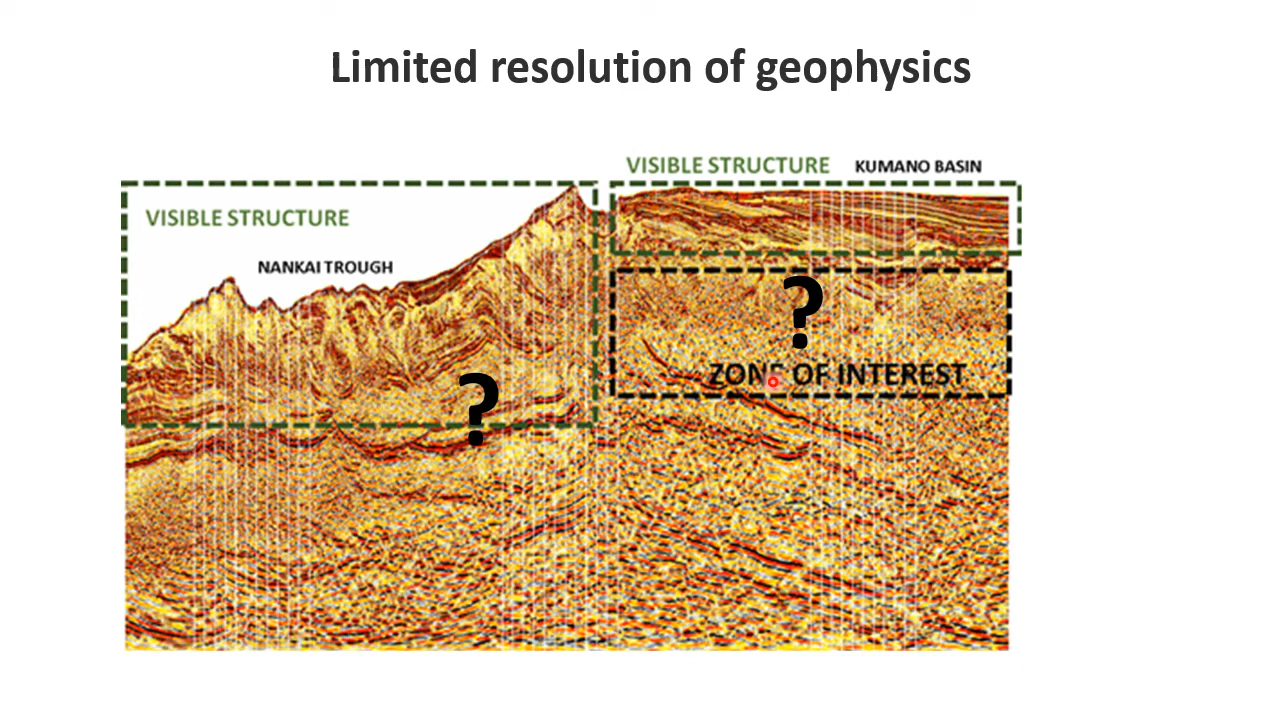 Limited resolution of geophysics
VISIBLE STRUCTURE
KUMANO BASIN
VISIBLE STRUCTURE
NANKAI TROUGH
?
ZONE OF INTEREST
?